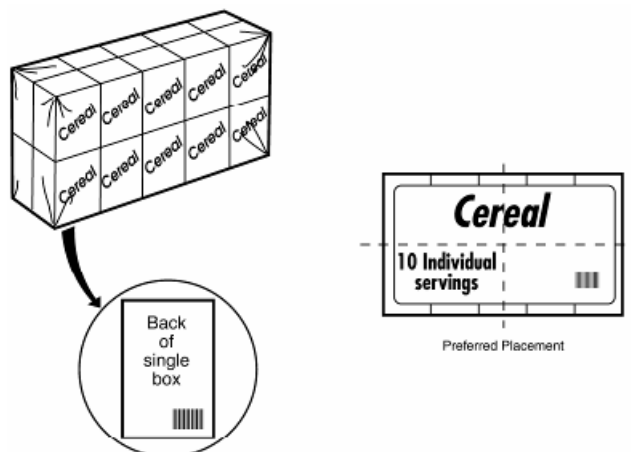 Cereal Cereal Cereal Cereal Cereal
Cereal Cereal Cereal Cereal Cereal
Back
of
single
box
Cereal
10 Individual
servings
Preferred Placement